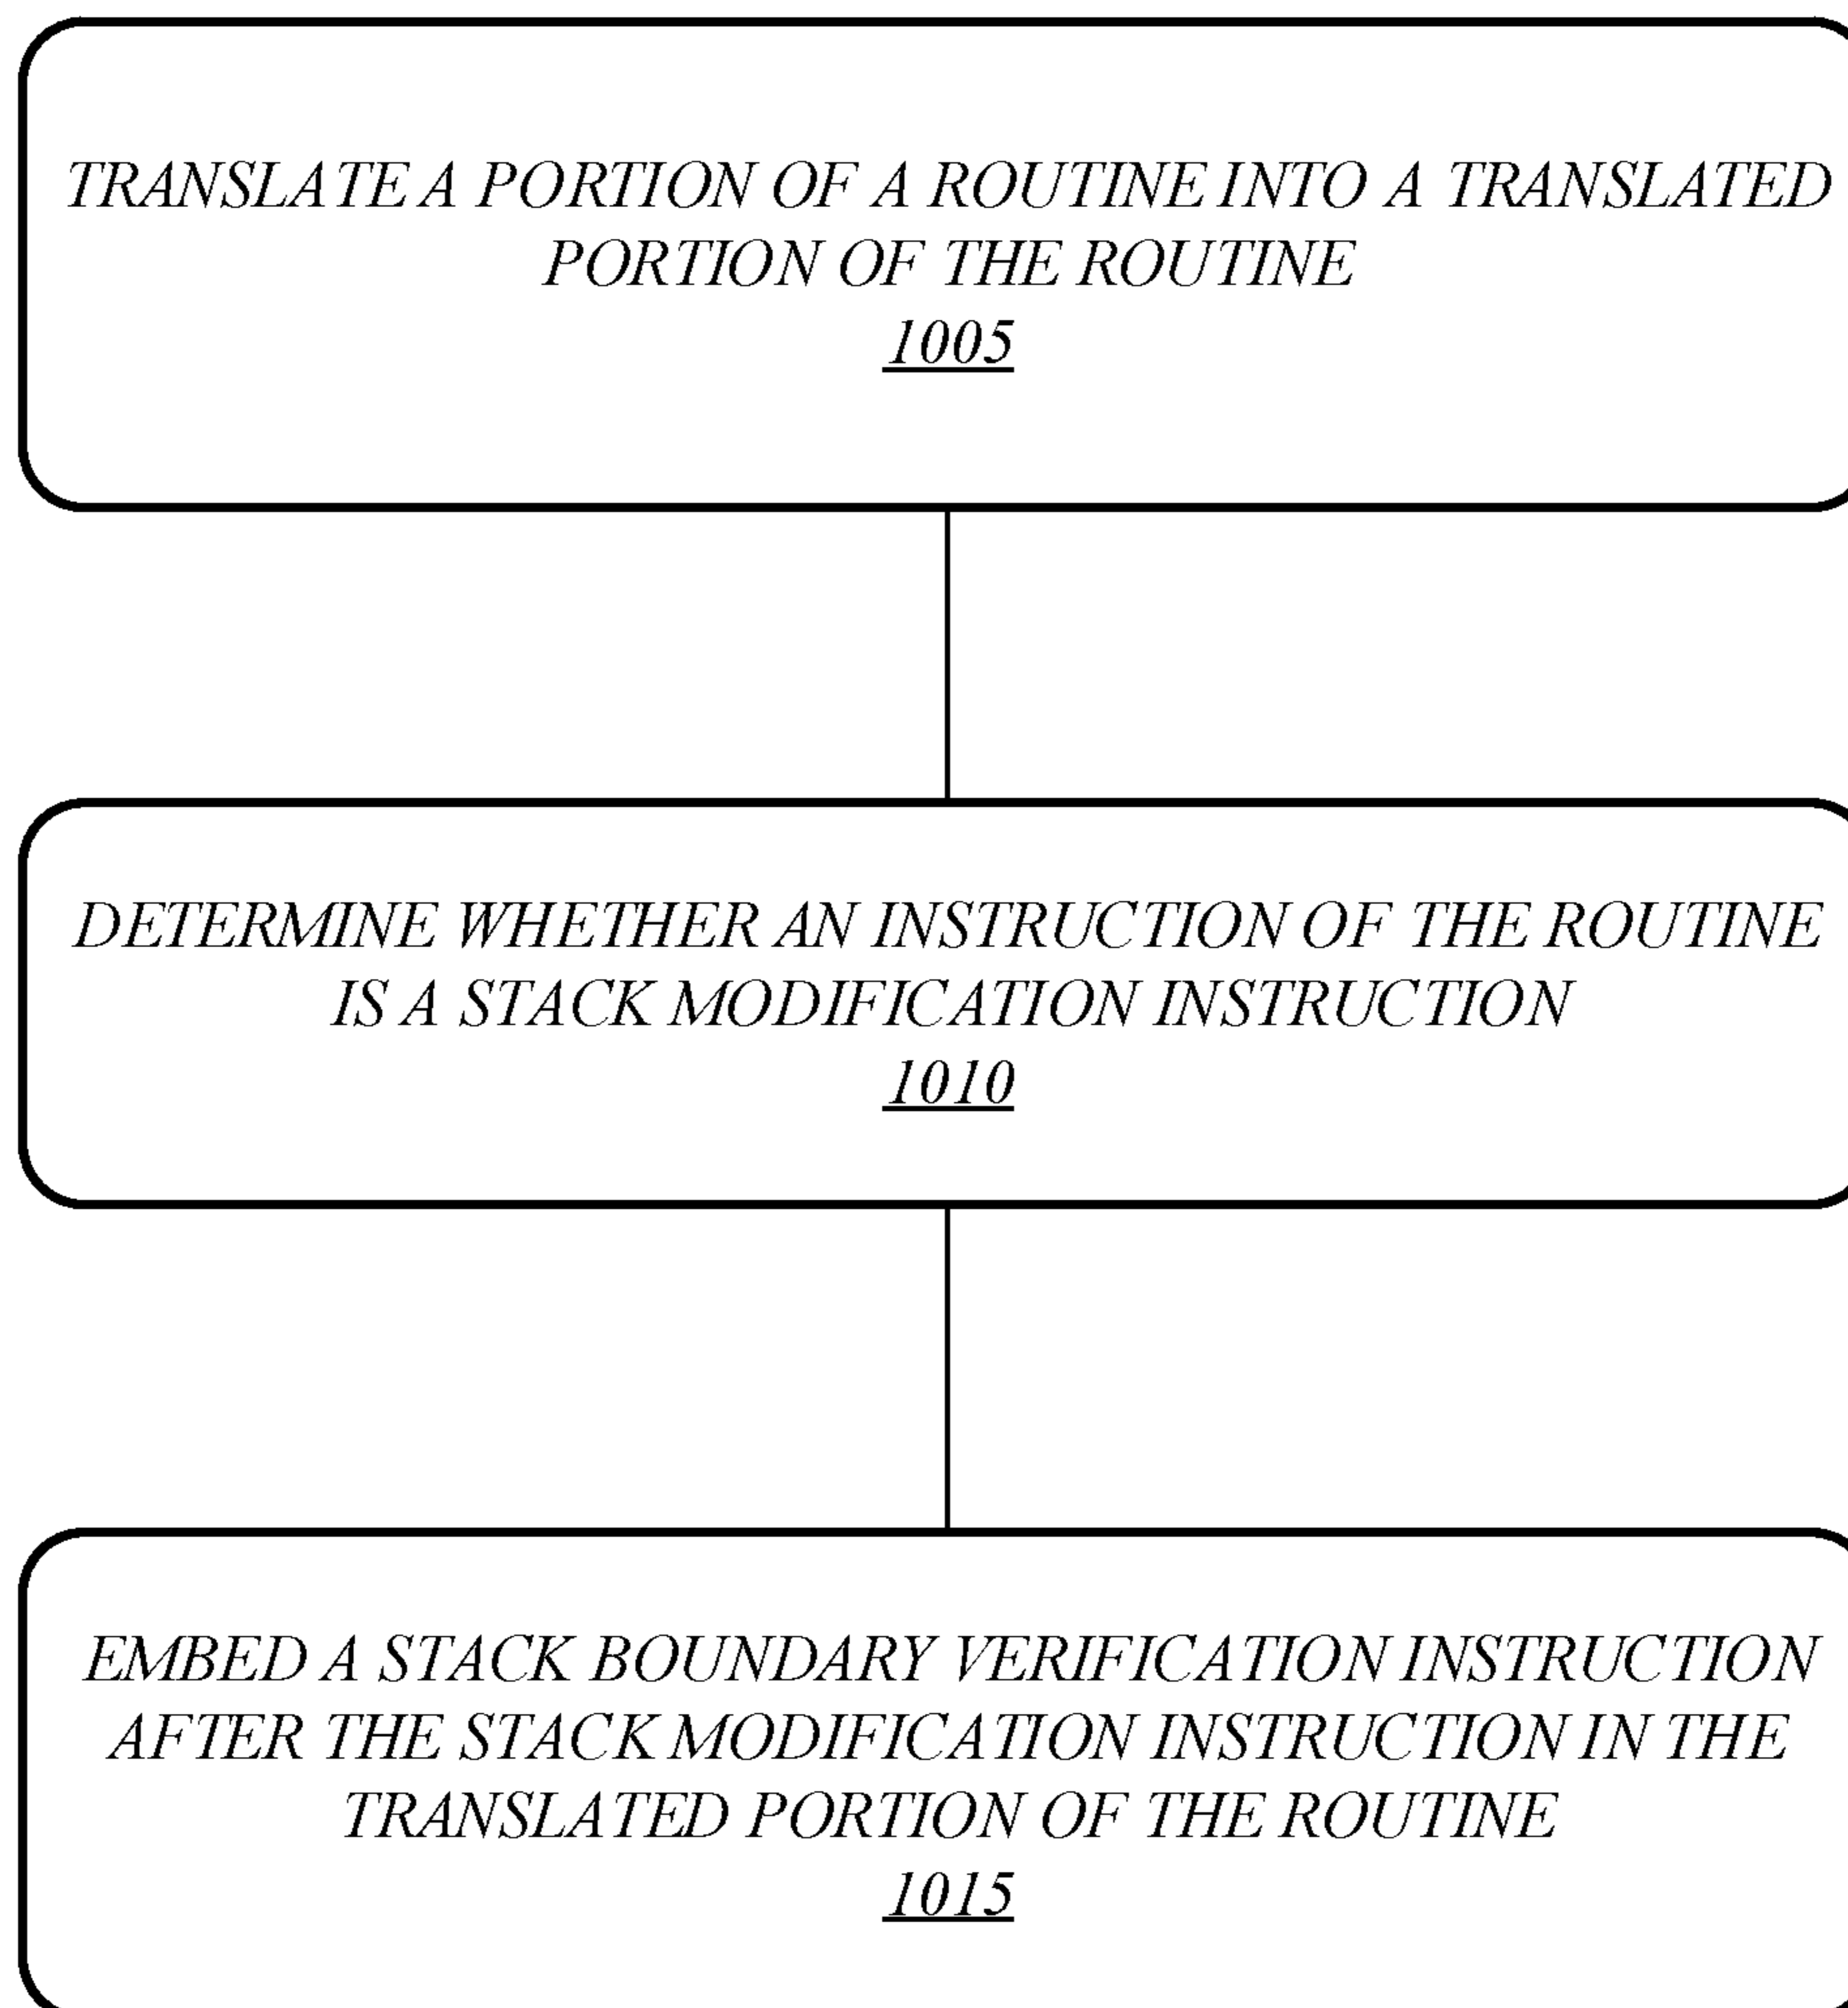 TRANSLATE A PORTION OF A ROUTINE INTO A TRANSLATED
PORTION OF THE ROUTINE
1005
DETERMINE WHETHER AN INSTRUCTION OF THE ROUTINE
IS A STACK MODIFICATION INSTRUCTION
1010
EMBED A STACK BOUNDARY VERIFICATION INSTRUCTION
AFTER THE STACK MODIFICATION INSTRUCTION IN THE
TRANSLATED PORTION OF THE ROUTINE
1015